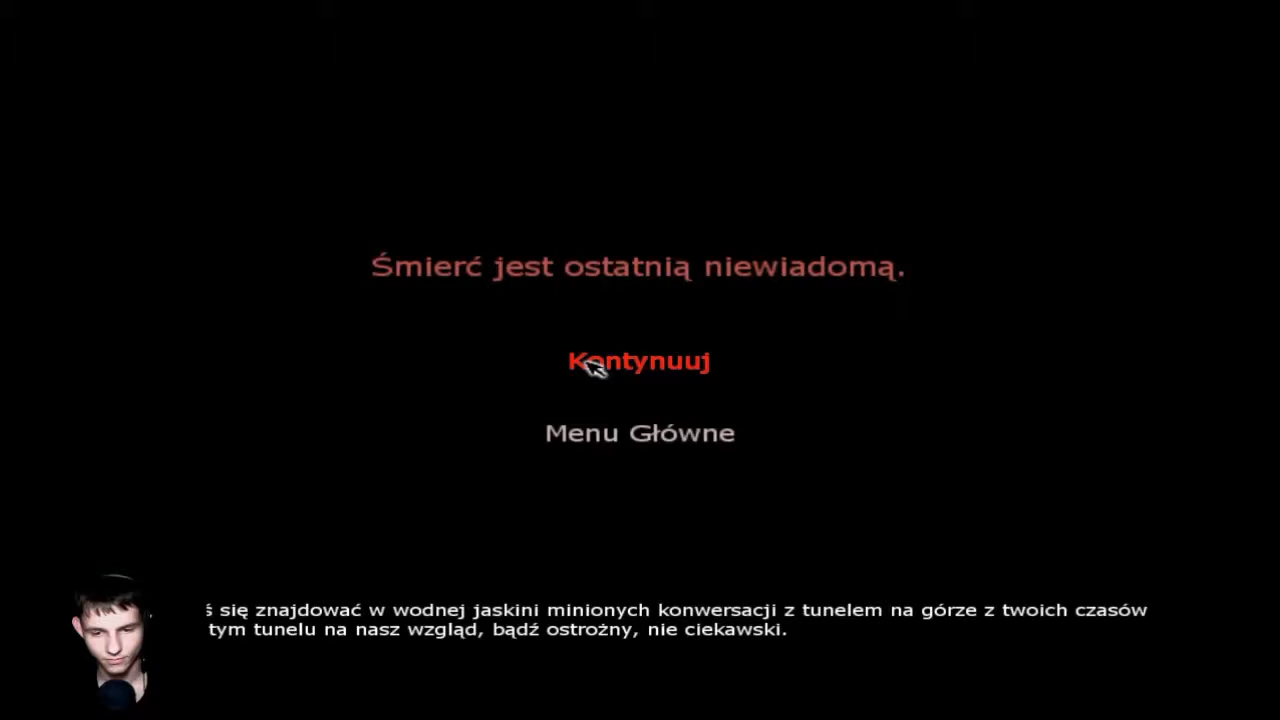 Śmierć jest ostatnią niewiadomą.
Kontynuuj
Menu Główne
się znajdować w wodnej jaskini minionych konwersacji z tunelem na górze z twoich czasów
tym tunelu na nasz wzgląd, bądź ostrożny, nie ciekawski.